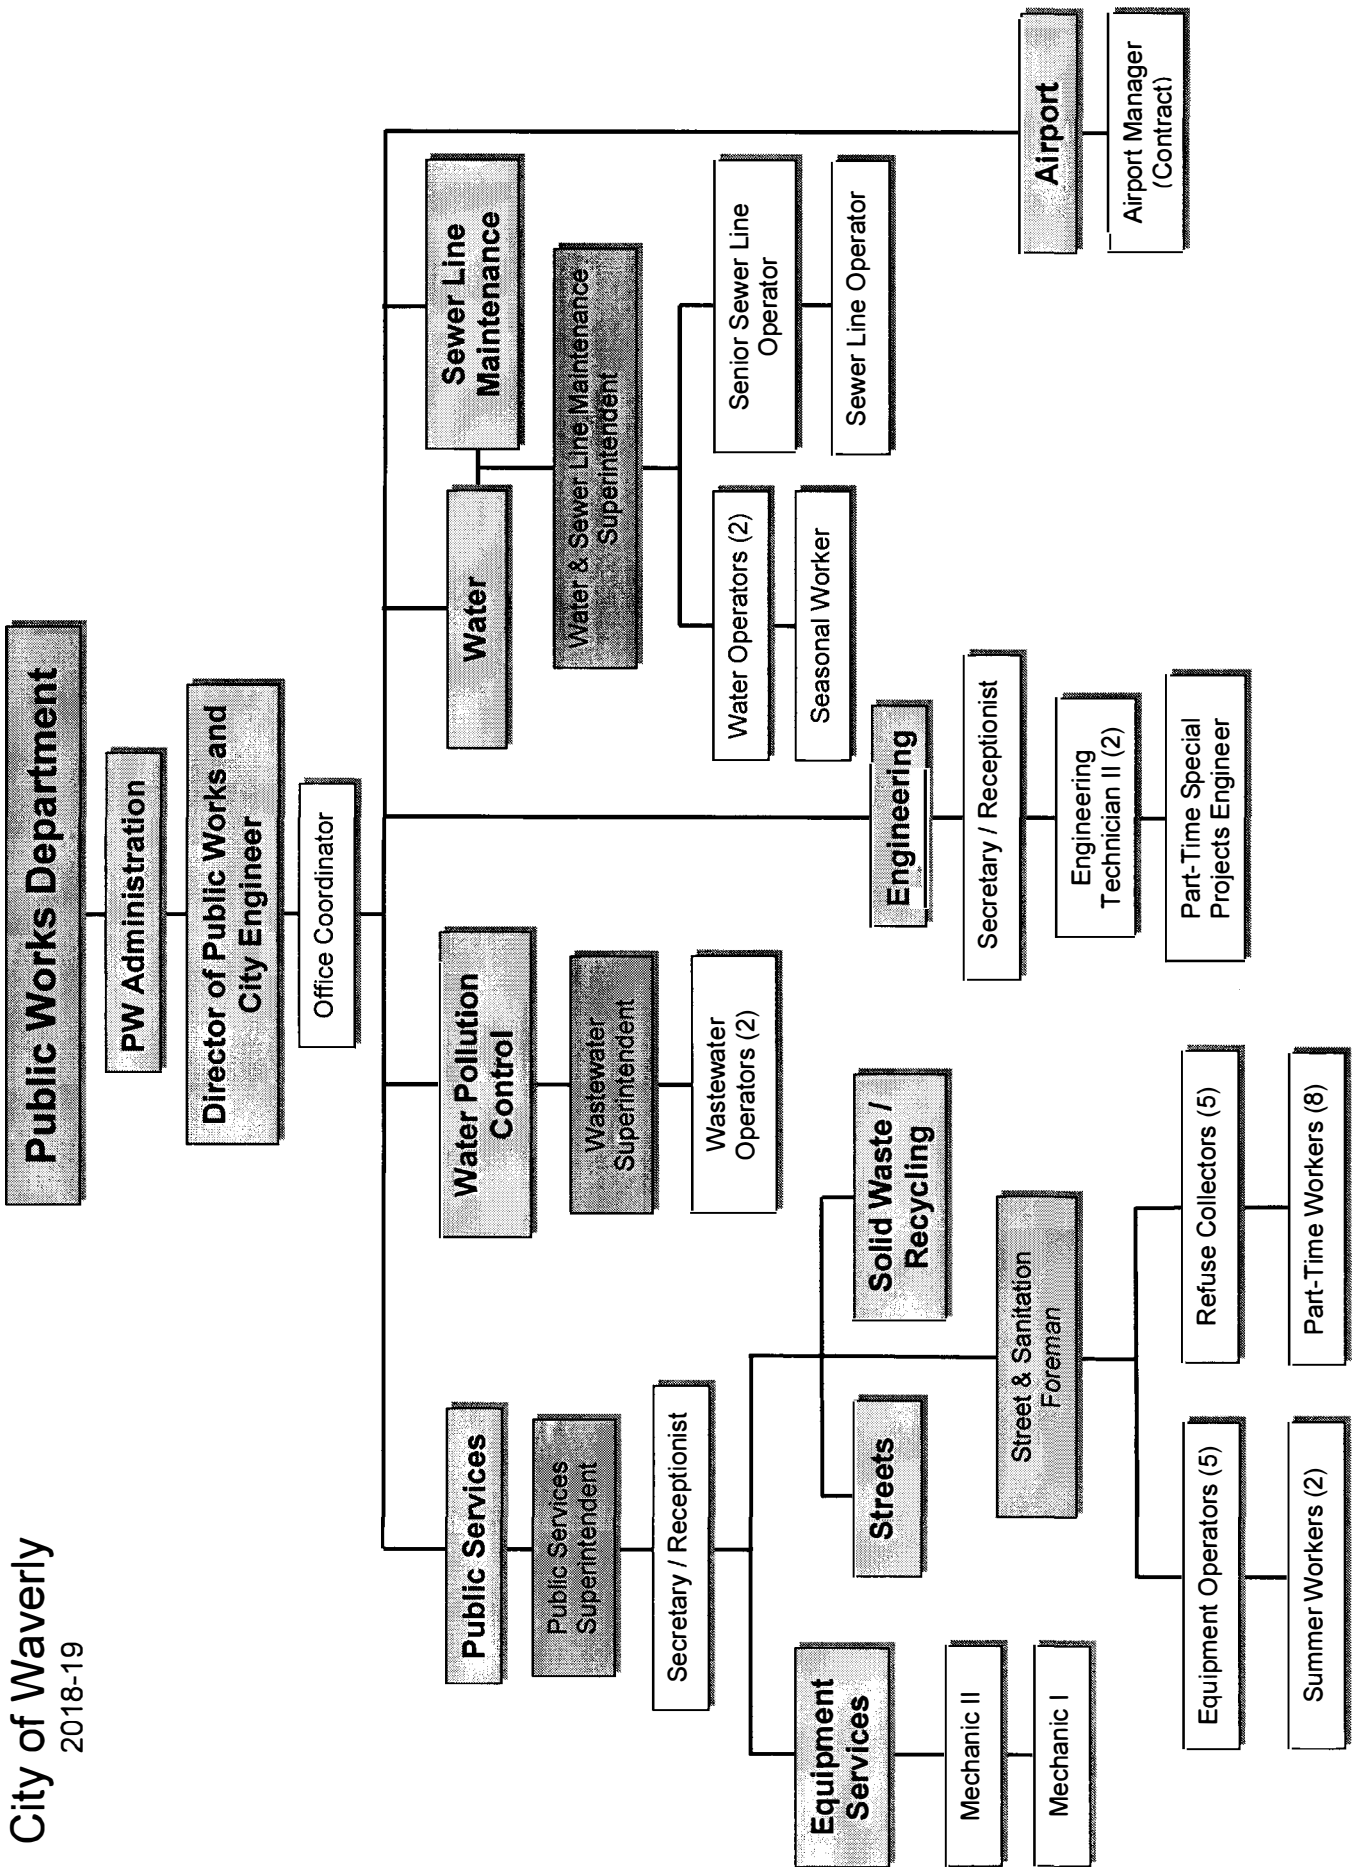 City of Waverly
2018-19
Public Works Department
PW Administration
Director of Public Works and
City Engineer
Office Coordinator
Public Services
Public Services
Superintendent
Secretary / Receptionist
Equipment
Services
Mechanic II
Mechanic I
Streets
Solid Waste /
Recycling
Street & Sanitation
Foreman
Equipment Operators (5)
Summer Workers (2)
Refuse Collectors (5)
Part-Time Workers (8)
Water Pollution
Control
Wastewater
Superintendent
Wastewater
Operators (2)
Engineering
Secretary / Receptionist
Engineering
Technician II (2)
Part-Time Special
Projects Engineer
Water
Sewer Line
Maintenance
Water & Sewer Line Maintenance
Superintendent
Water Operators (2)
Seasonal Worker
Senior Sewer Line
Operator
Sewer Line Operator
Airport
Airport Manager
(Contract)